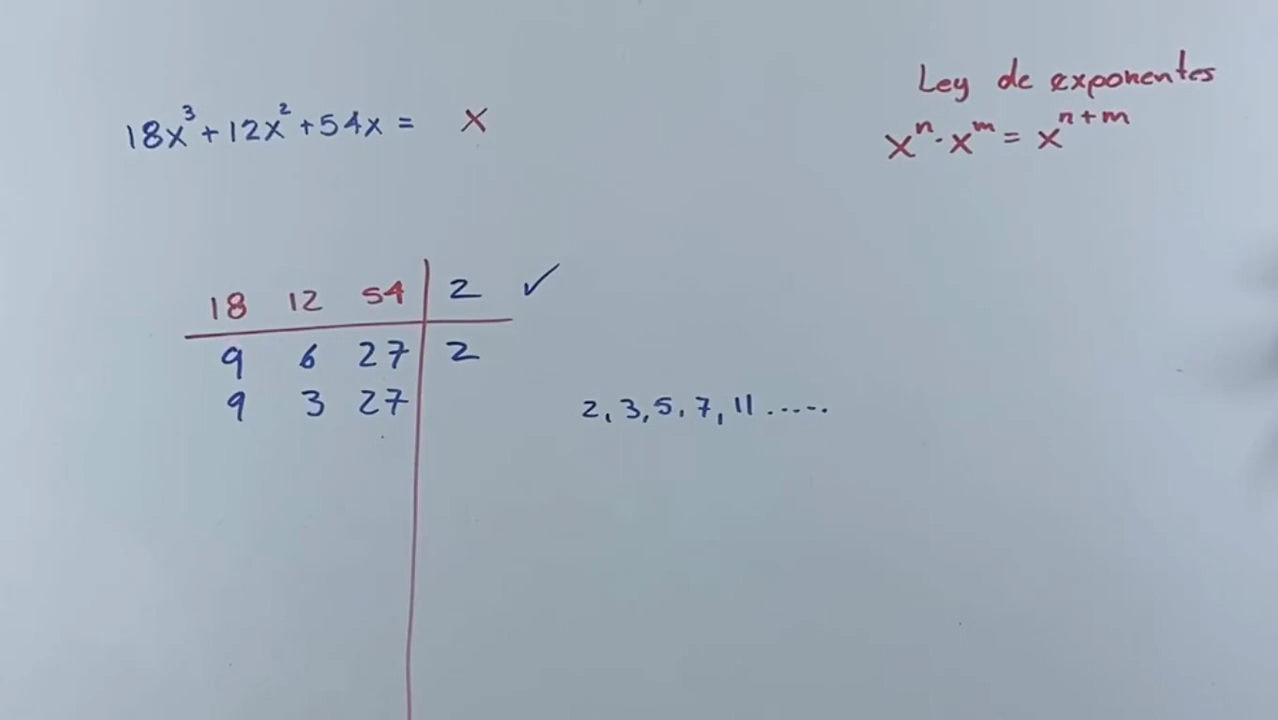 Ley de exponentes
18x³ + 12x² + 54x = x
xⁿ · xᵐ = xⁿ⁺ᵐ
18 12 54 | 2 ✓
9 6 27 | 2
9 3 27
2, 3, 5, 7, 11 .....